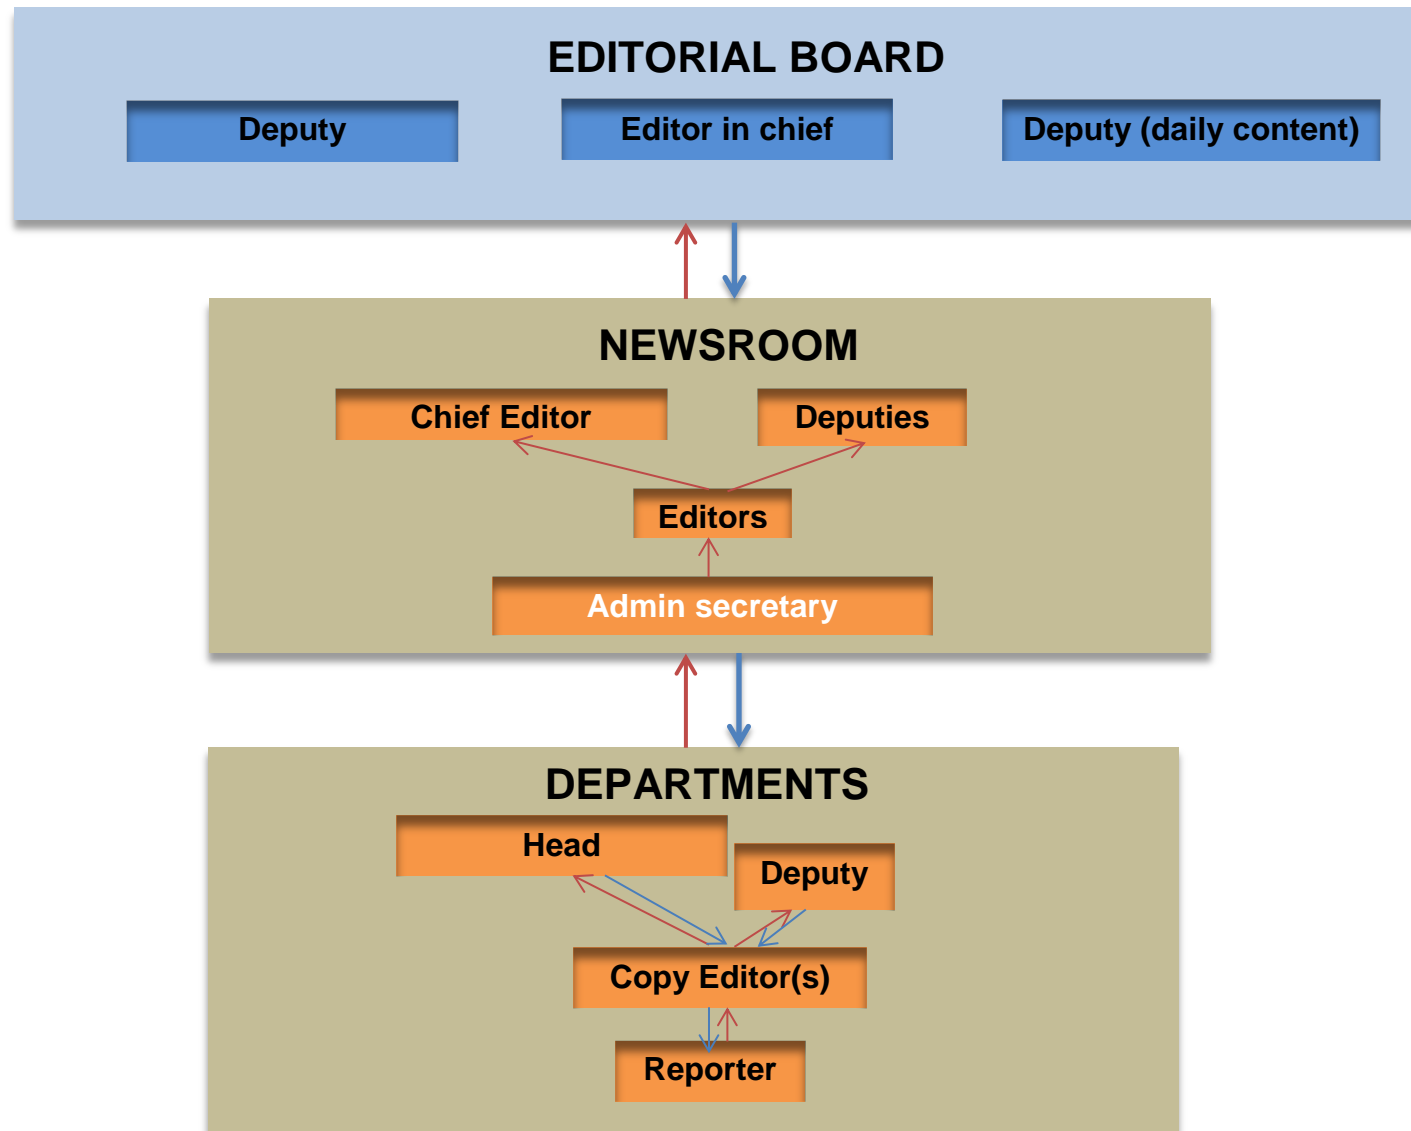 EDITORIAL BOARD
Deputy
Editor in chief
Deputy (daily content)
NEWSROOM
Chief Editor
Deputies
Editors
Admin secretary
DEPARTMENTS
Head
Deputy
Copy Editor(s)
Reporter